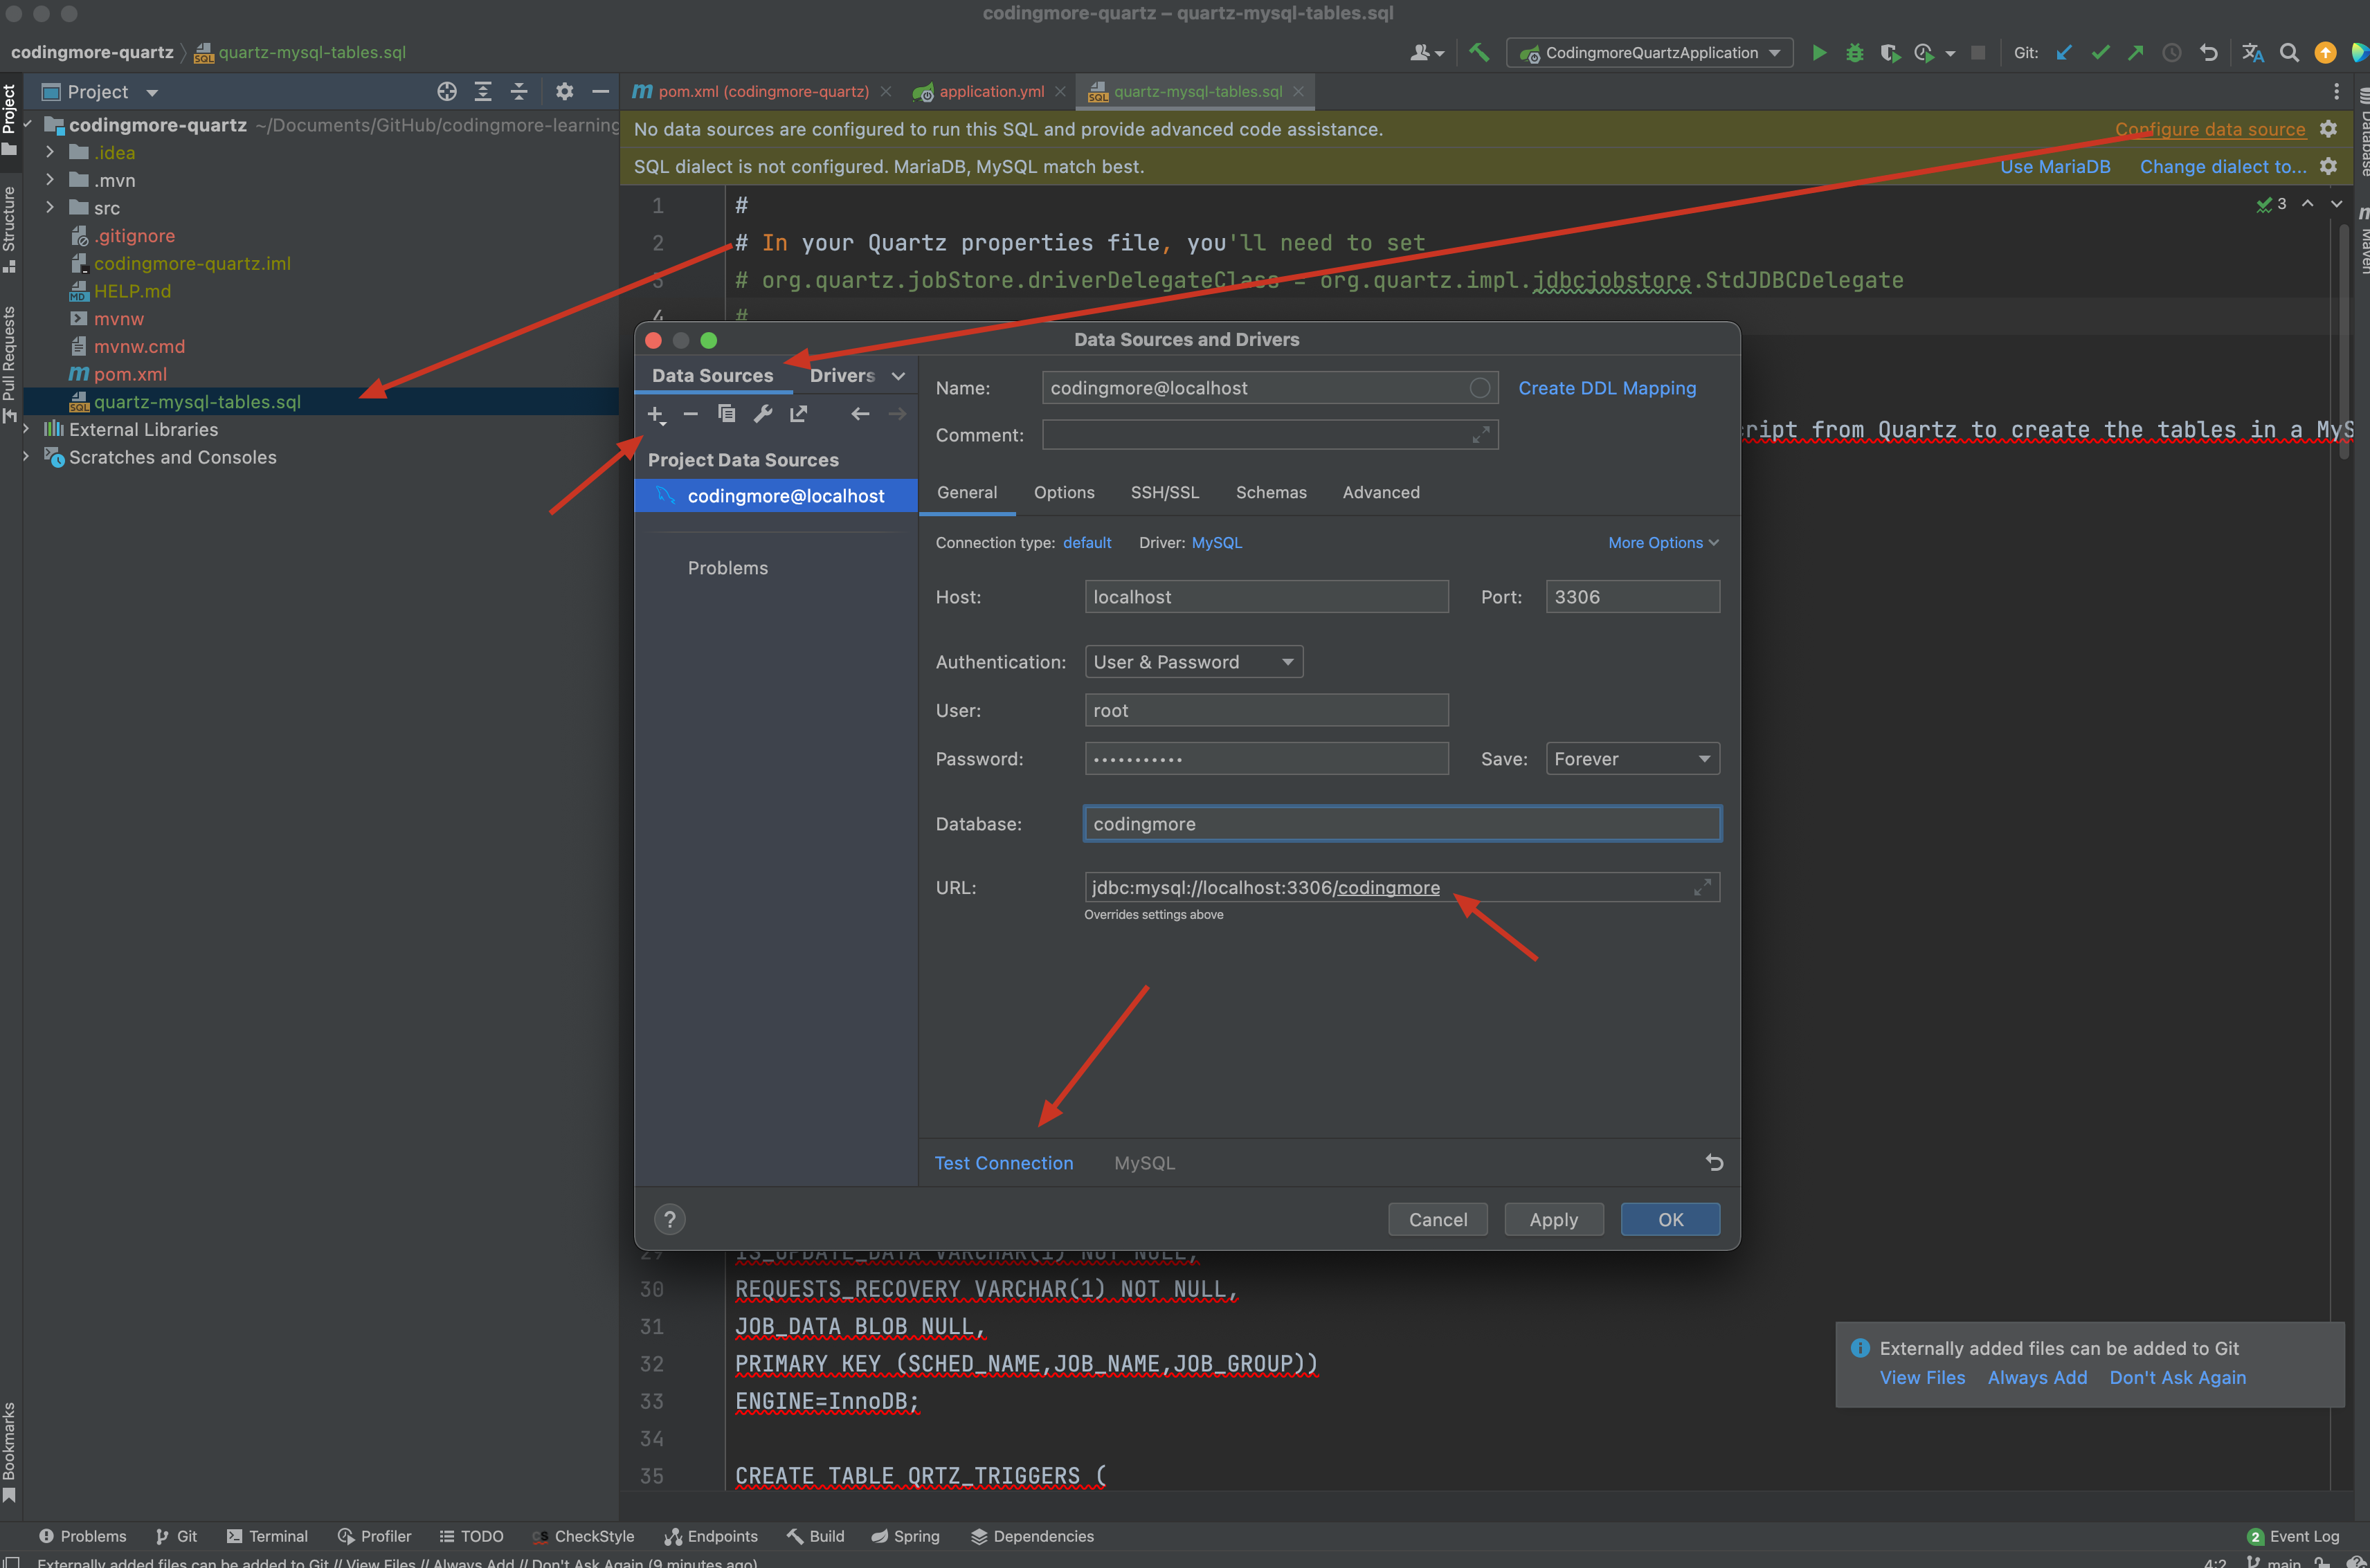 codingmore-quartz – quartz-mysql-tables.sql
codingmore-quartz
quartz-mysql-tables.sql
CodingmoreQuartzApplication
Git:
Project
pom.xml (codingmore-quartz)
application.yml
quartz-mysql-tables.sql
Project
Structure
Pull Requests
Bookmarks
codingmore-quartz ~/Documents/GitHub/codingmore-learning
.idea
.mvn
src
.gitignore
codingmore-quartz.iml
HELP.md
mvnw
mvnw.cmd
pom.xml
quartz-mysql-tables.sql
External Libraries
Scratches and Consoles
No data sources are configured to run this SQL and provide advanced code assistance.
Configure data source
SQL dialect is not configured. MariaDB, MySQL match best.
Use MariaDB
Change dialect to...
Database
Maven
3
1 #
2 # In your Quartz properties file, you'll need to set
3 # org.quartz.jobStore.driverDelegateClass = org.quartz.impl.jdbcjobstore.StdJDBCDelegate
4 #
ript from Quartz to create the tables in a MyS
Data Sources and Drivers
Data Sources
Drivers
Project Data Sources
codingmore@localhost
Problems
Name: codingmore@localhost
Create DDL Mapping
Comment:
General
Options
SSH/SSL
Schemas
Advanced
Connection type: default
Driver: MySQL
More Options
Host: localhost
Port: 3306
Authentication: User & Password
User: root
Password: •••••••••••
Save: Forever
Database: codingmore
URL: jdbc:mysql://localhost:3306/codingmore
Overrides settings above
Test Connection
MySQL
?
Cancel
Apply
OK
29 IS_UPDATE_DATA VARCHAR(1) NOT NULL,
30 REQUESTS_RECOVERY VARCHAR(1) NOT NULL,
31 JOB_DATA BLOB NULL,
32 PRIMARY KEY (SCHED_NAME,JOB_NAME,JOB_GROUP))
33 ENGINE=InnoDB;
34
35 CREATE TABLE QRTZ_TRIGGERS (
Externally added files can be added to Git
View Files
Always Add
Don't Ask Again
Problems
Git
Terminal
Profiler
TODO
CheckStyle
Endpoints
Build
Spring
Dependencies
2 Event Log
Externally added files can be added to Git // View Files // Always Add // Don't Ask Again (9 minutes ago)
4:2
main